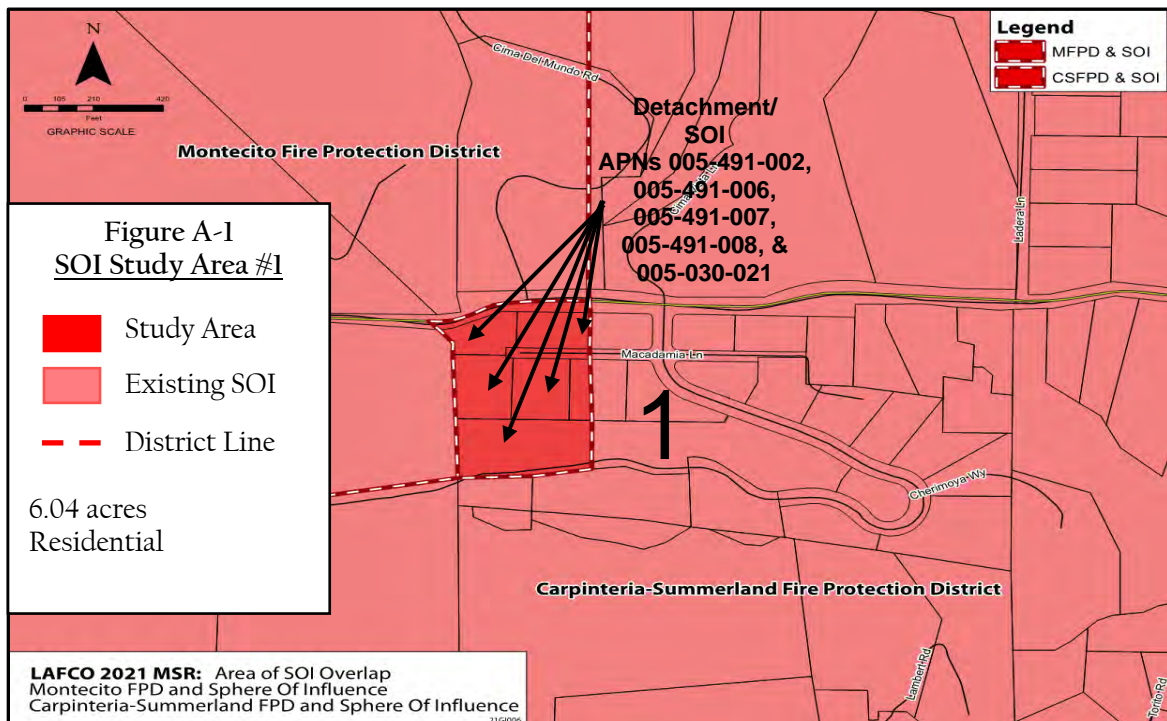 N
0 105 210 420
Feet
GRAPHIC SCALE
Cima Del Mundo Rd
Legend
MFPD & SOI
CSFPD & SOI
Montecito Fire Protection District
Detachment/
SOI
APNs 005-491-002,
005-491-006,
005-491-007,
005-491-008, &
005-030-021
Ladera Ln
Figure A-1
SOI Study Area #1
Study Area
Existing SOI
District Line
6.04 acres
Residential
Macadamia Ln
1
Cherimoya Wy
Carpinteria-Summerland Fire Protection District
Lambert Rd
Torito Rd
LAFCO 2021 MSR: Area of SOI Overlap
Montecito FPD and Sphere Of Influence
Carpinteria-Summerland FPD and Sphere Of Influence